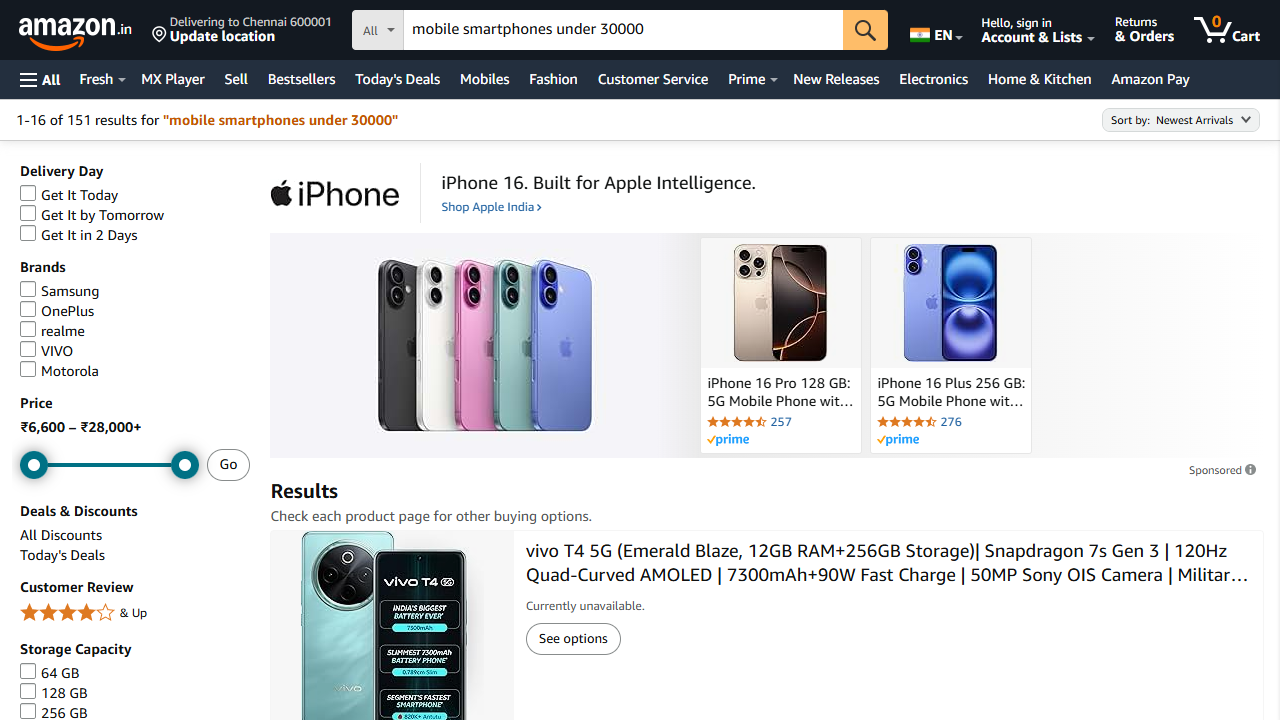 amazon.in
Delivering to Chennai 600001
Update location
All
mobile smartphones under 30000
EN
Hello, sign in
Account & Lists
Returns
& Orders
0
Cart
All
Fresh
MX Player
Sell
Bestsellers
Today's Deals
Mobiles
Fashion
Customer Service
Prime
New Releases
Electronics
Home & Kitchen
Amazon Pay
1-16 of 151 results for "mobile smartphones under 30000"
Sort by: Newest Arrivals
Delivery Day
Get It Today
Get It by Tomorrow
Get It in 2 Days
Brands
Samsung
OnePlus
realme
VIVO
Motorola
Price
₹6,600 – ₹28,000+
Go
Deals & Discounts
All Discounts
Today's Deals
Customer Review
& Up
Storage Capacity
64 GB
128 GB
256 GB
iPhone
iPhone 16. Built for Apple Intelligence.
Shop Apple India ›
iPhone 16 Pro 128 GB:
5G Mobile Phone wit…
257
prime
iPhone 16 Plus 256 GB:
5G Mobile Phone wit…
276
prime
Sponsored
Results
Check each product page for other buying options.
vivo T4 5G
INDIA'S BIGGEST
BATTERY EVER
7300mAh
SLIMMEST 7300mAh
BATTERY PHONE
0.789cm Slim
SEGMENT'S FASTEST
SMARTPHONE
820K+ Antutu
vivo
vivo T4 5G (Emerald Blaze, 12GB RAM+256GB Storage)| Snapdragon 7s Gen 3 | 120Hz
Quad-Curved AMOLED | 7300mAh+90W Fast Charge | 50MP Sony OIS Camera | Militar…
Currently unavailable.
See options